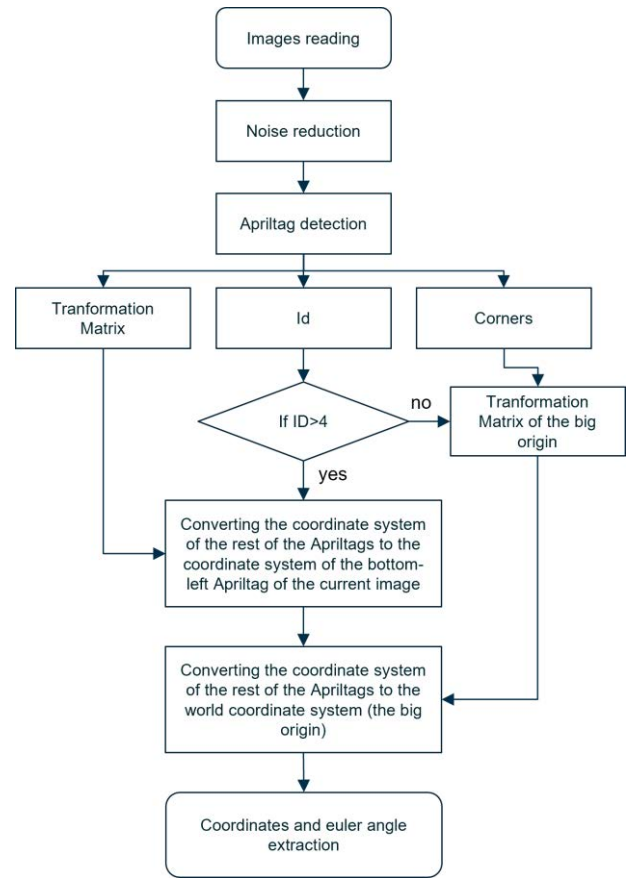 Images reading
Noise reduction
Apriltag detection
Tranformation
Matrix
Id
Corners
If ID>4
no
Tranformation
Matrix of the big
origin
yes
Converting the coordinate system
of the rest of the Apriltags to the
coordinate system of the bottom-
left Apriltag of the current image
Converting the coordinate system
of the rest of the Apriltags to the
world coordinate system (the big
origin)
Coordinates and euler angle
extraction